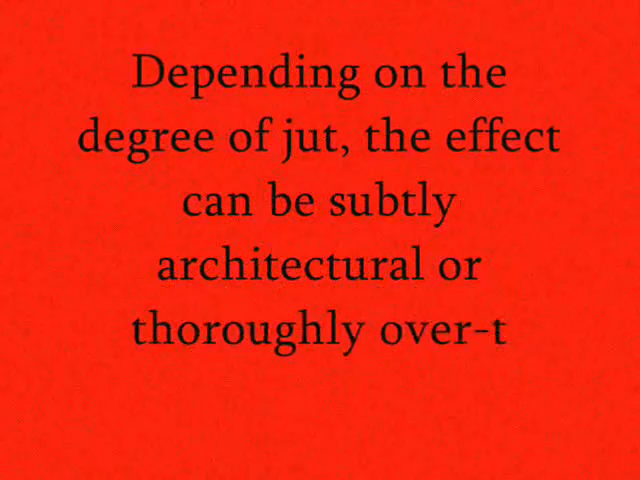 Depending on the
degree of jut, the effect
can be subtly
architectural or
thoroughly over-t